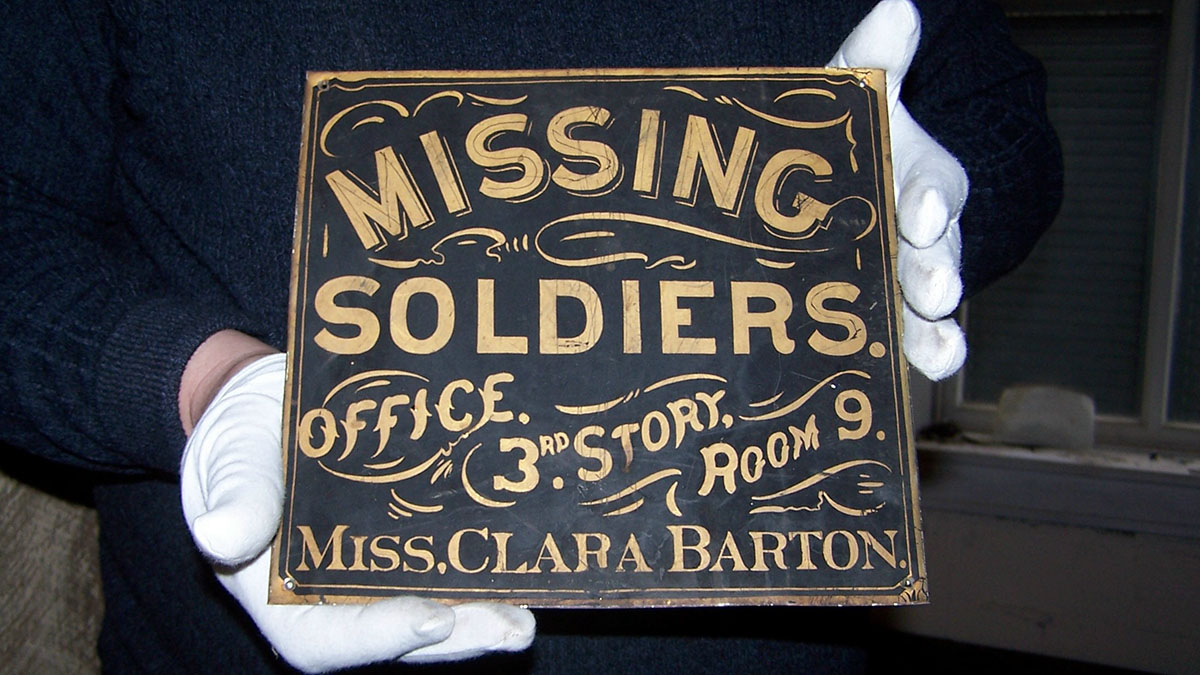 MISSING
SOLDIERS.
OFFICE. 3RD. STORY, ROOM 9.
MISS. CLARA BARTON.